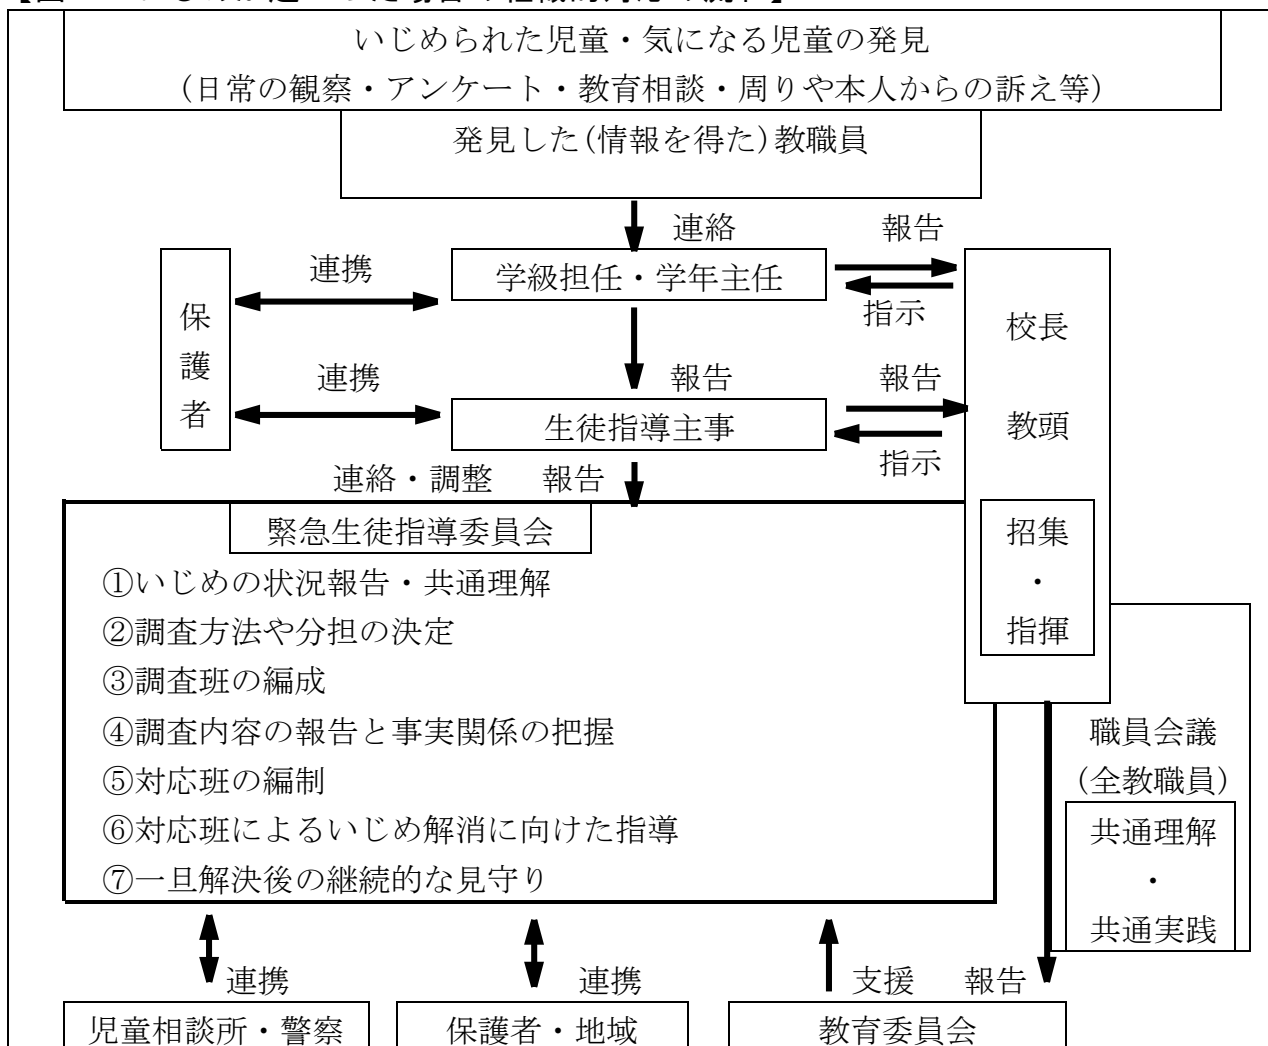 いじめられた児童・気になる児童の発見
(日常の観察・アンケート・教育相談・周りや本人からの訴え等)
発見した(情報を得た)教職員
連絡
報告
連携
学級担任・学年主任
指示
保護者
校長
連携
報告
報告
生徒指導主事
教頭
指示
連絡・調整
報告
緊急生徒指導委員会
招集
・
指揮
①いじめの状況報告・共通理解
②調査方法や分担の決定
③調査班の編成
④調査内容の報告と事実関係の把握
⑤対応班の編制
⑥対応班によるいじめ解消に向けた指導
⑦一旦解決後の継続的な見守り
職員会議
(全教職員)
共通理解
・
共通実践
連携
連携
支援
報告
児童相談所・警察
保護者・地域
教育委員会